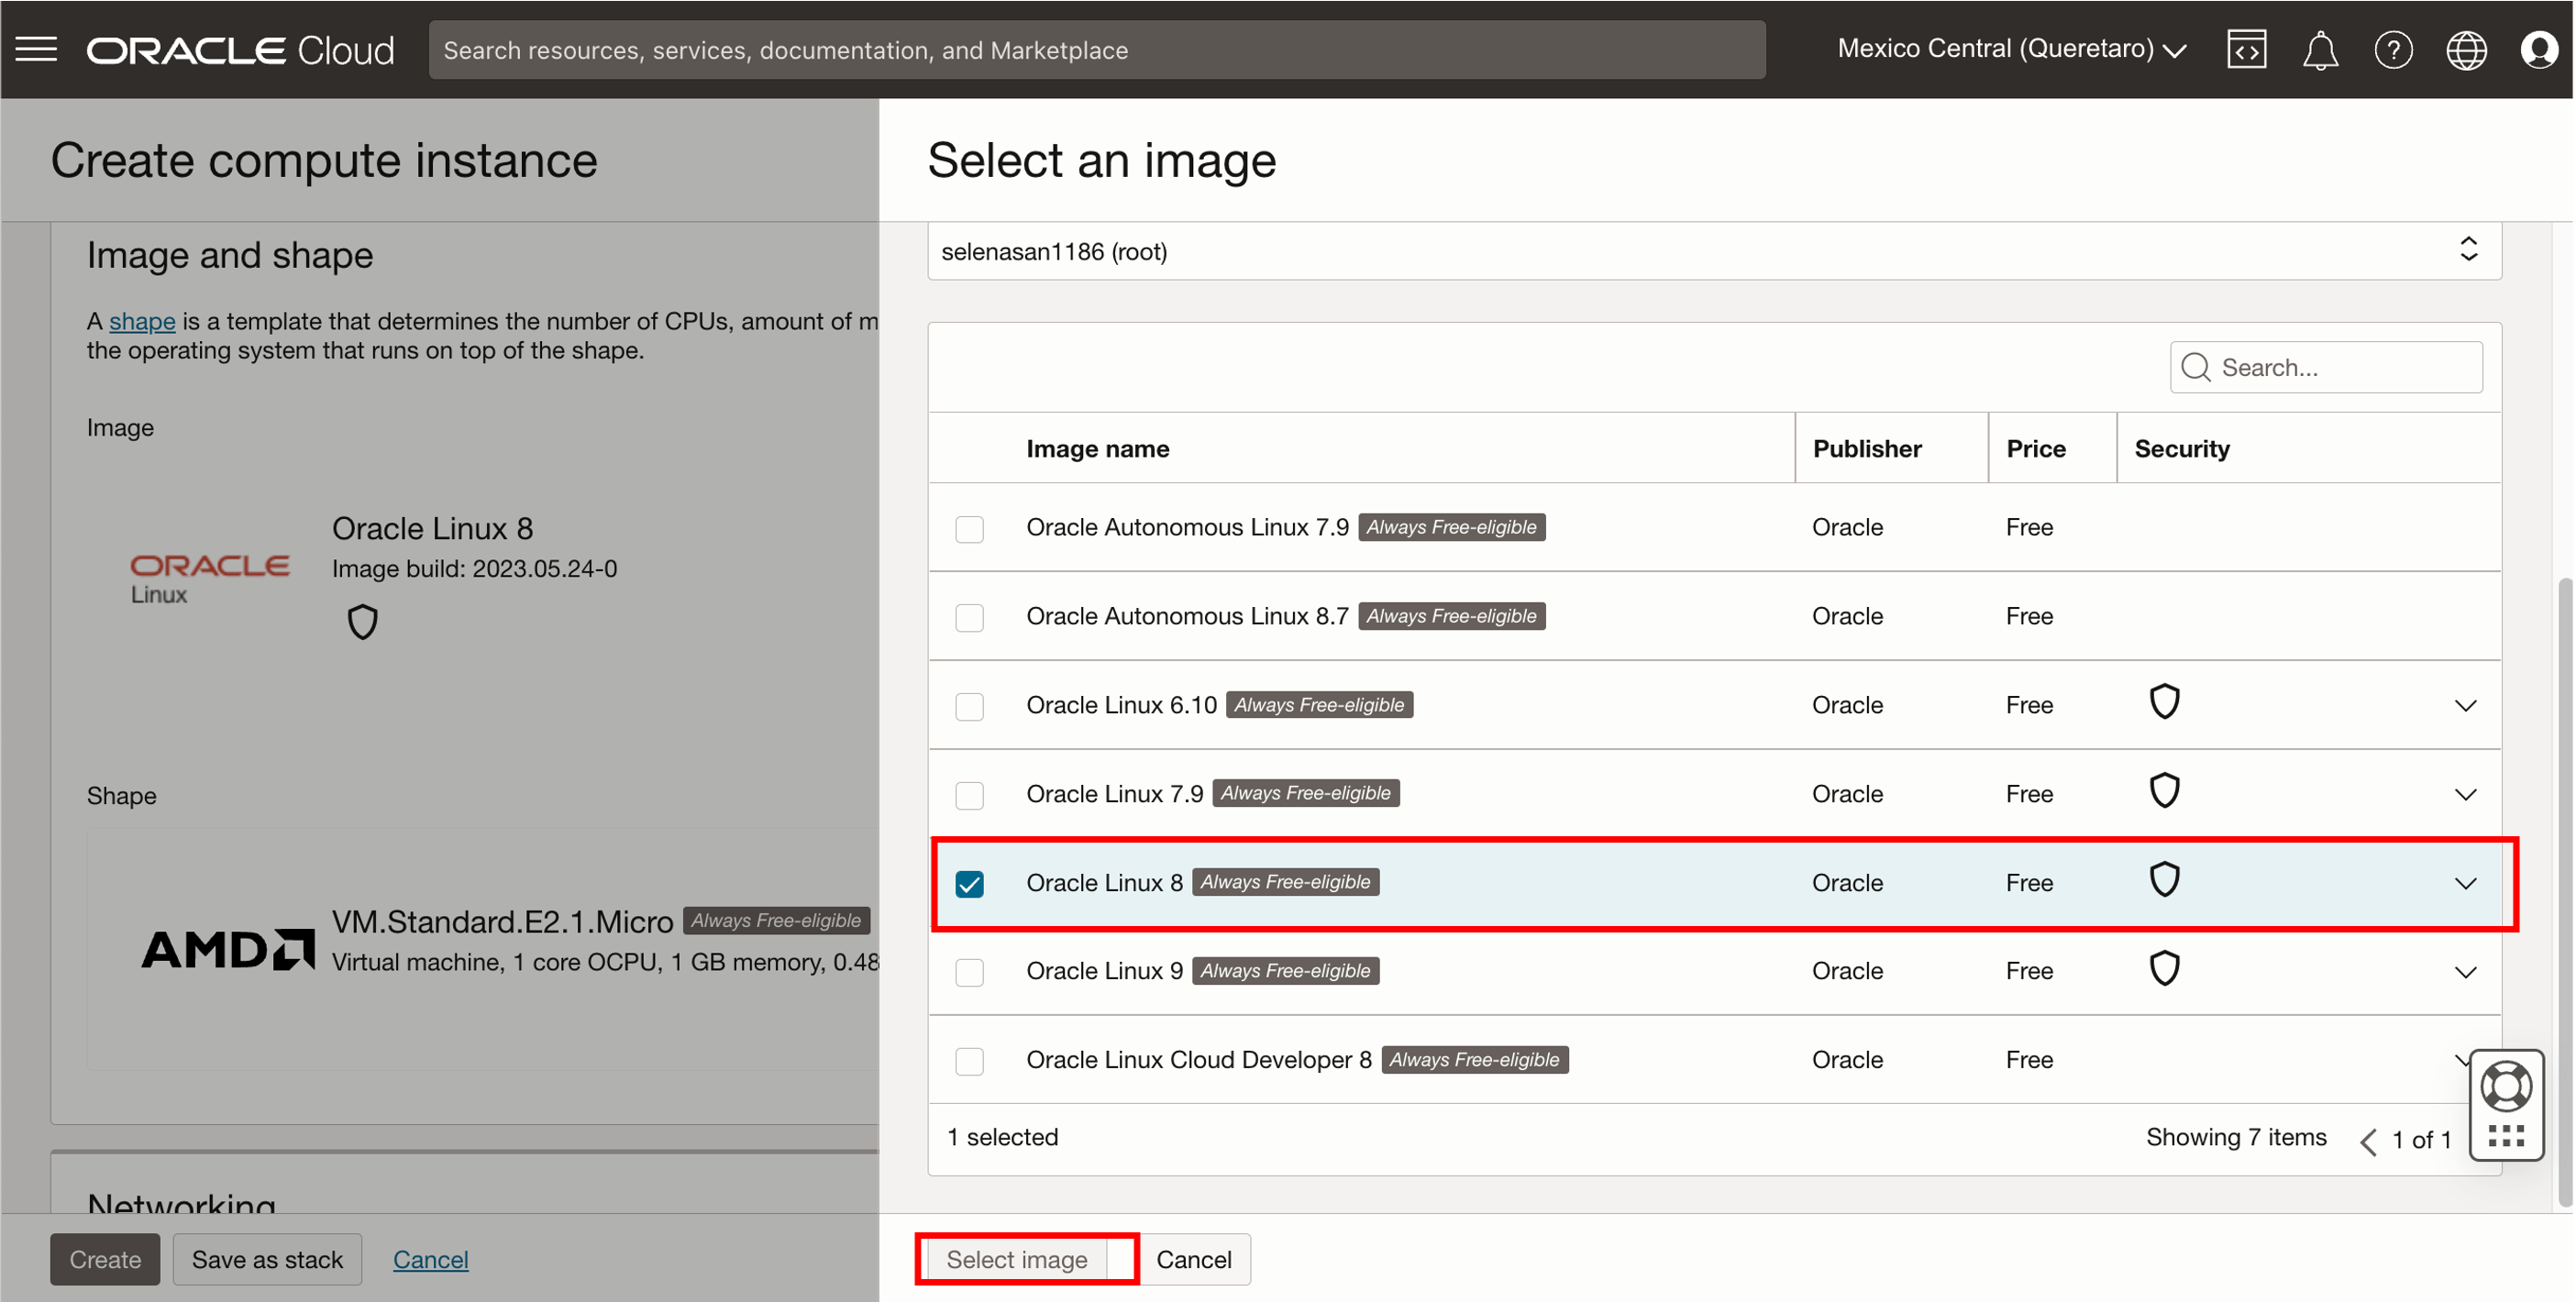 ORACLE Cloud
Search resources, services, documentation, and Marketplace
Mexico Central (Queretaro)
Create compute instance
Image and shape
A shape is a template that determines the number of CPUs, amount of m
the operating system that runs on top of the shape.
Image
ORACLE
Linux
Oracle Linux 8
Image build: 2023.05.24-0
Shape
AMD
VM.Standard.E2.1.Micro Always Free-eligible
Virtual machine, 1 core OCPU, 1 GB memory, 0.48
Networking
Create
Save as stack
Cancel
Select an image
selenasan1186 (root)
Search...
Image name Publisher Price Security
Oracle Autonomous Linux 7.9 Always Free-eligible Oracle Free
Oracle Autonomous Linux 8.7 Always Free-eligible Oracle Free
Oracle Linux 6.10 Always Free-eligible Oracle Free
Oracle Linux 7.9 Always Free-eligible Oracle Free
Oracle Linux 8 Always Free-eligible Oracle Free
Oracle Linux 9 Always Free-eligible Oracle Free
Oracle Linux Cloud Developer 8 Always Free-eligible Oracle Free
1 selected
Showing 7 items
1 of 1
Select image
Cancel